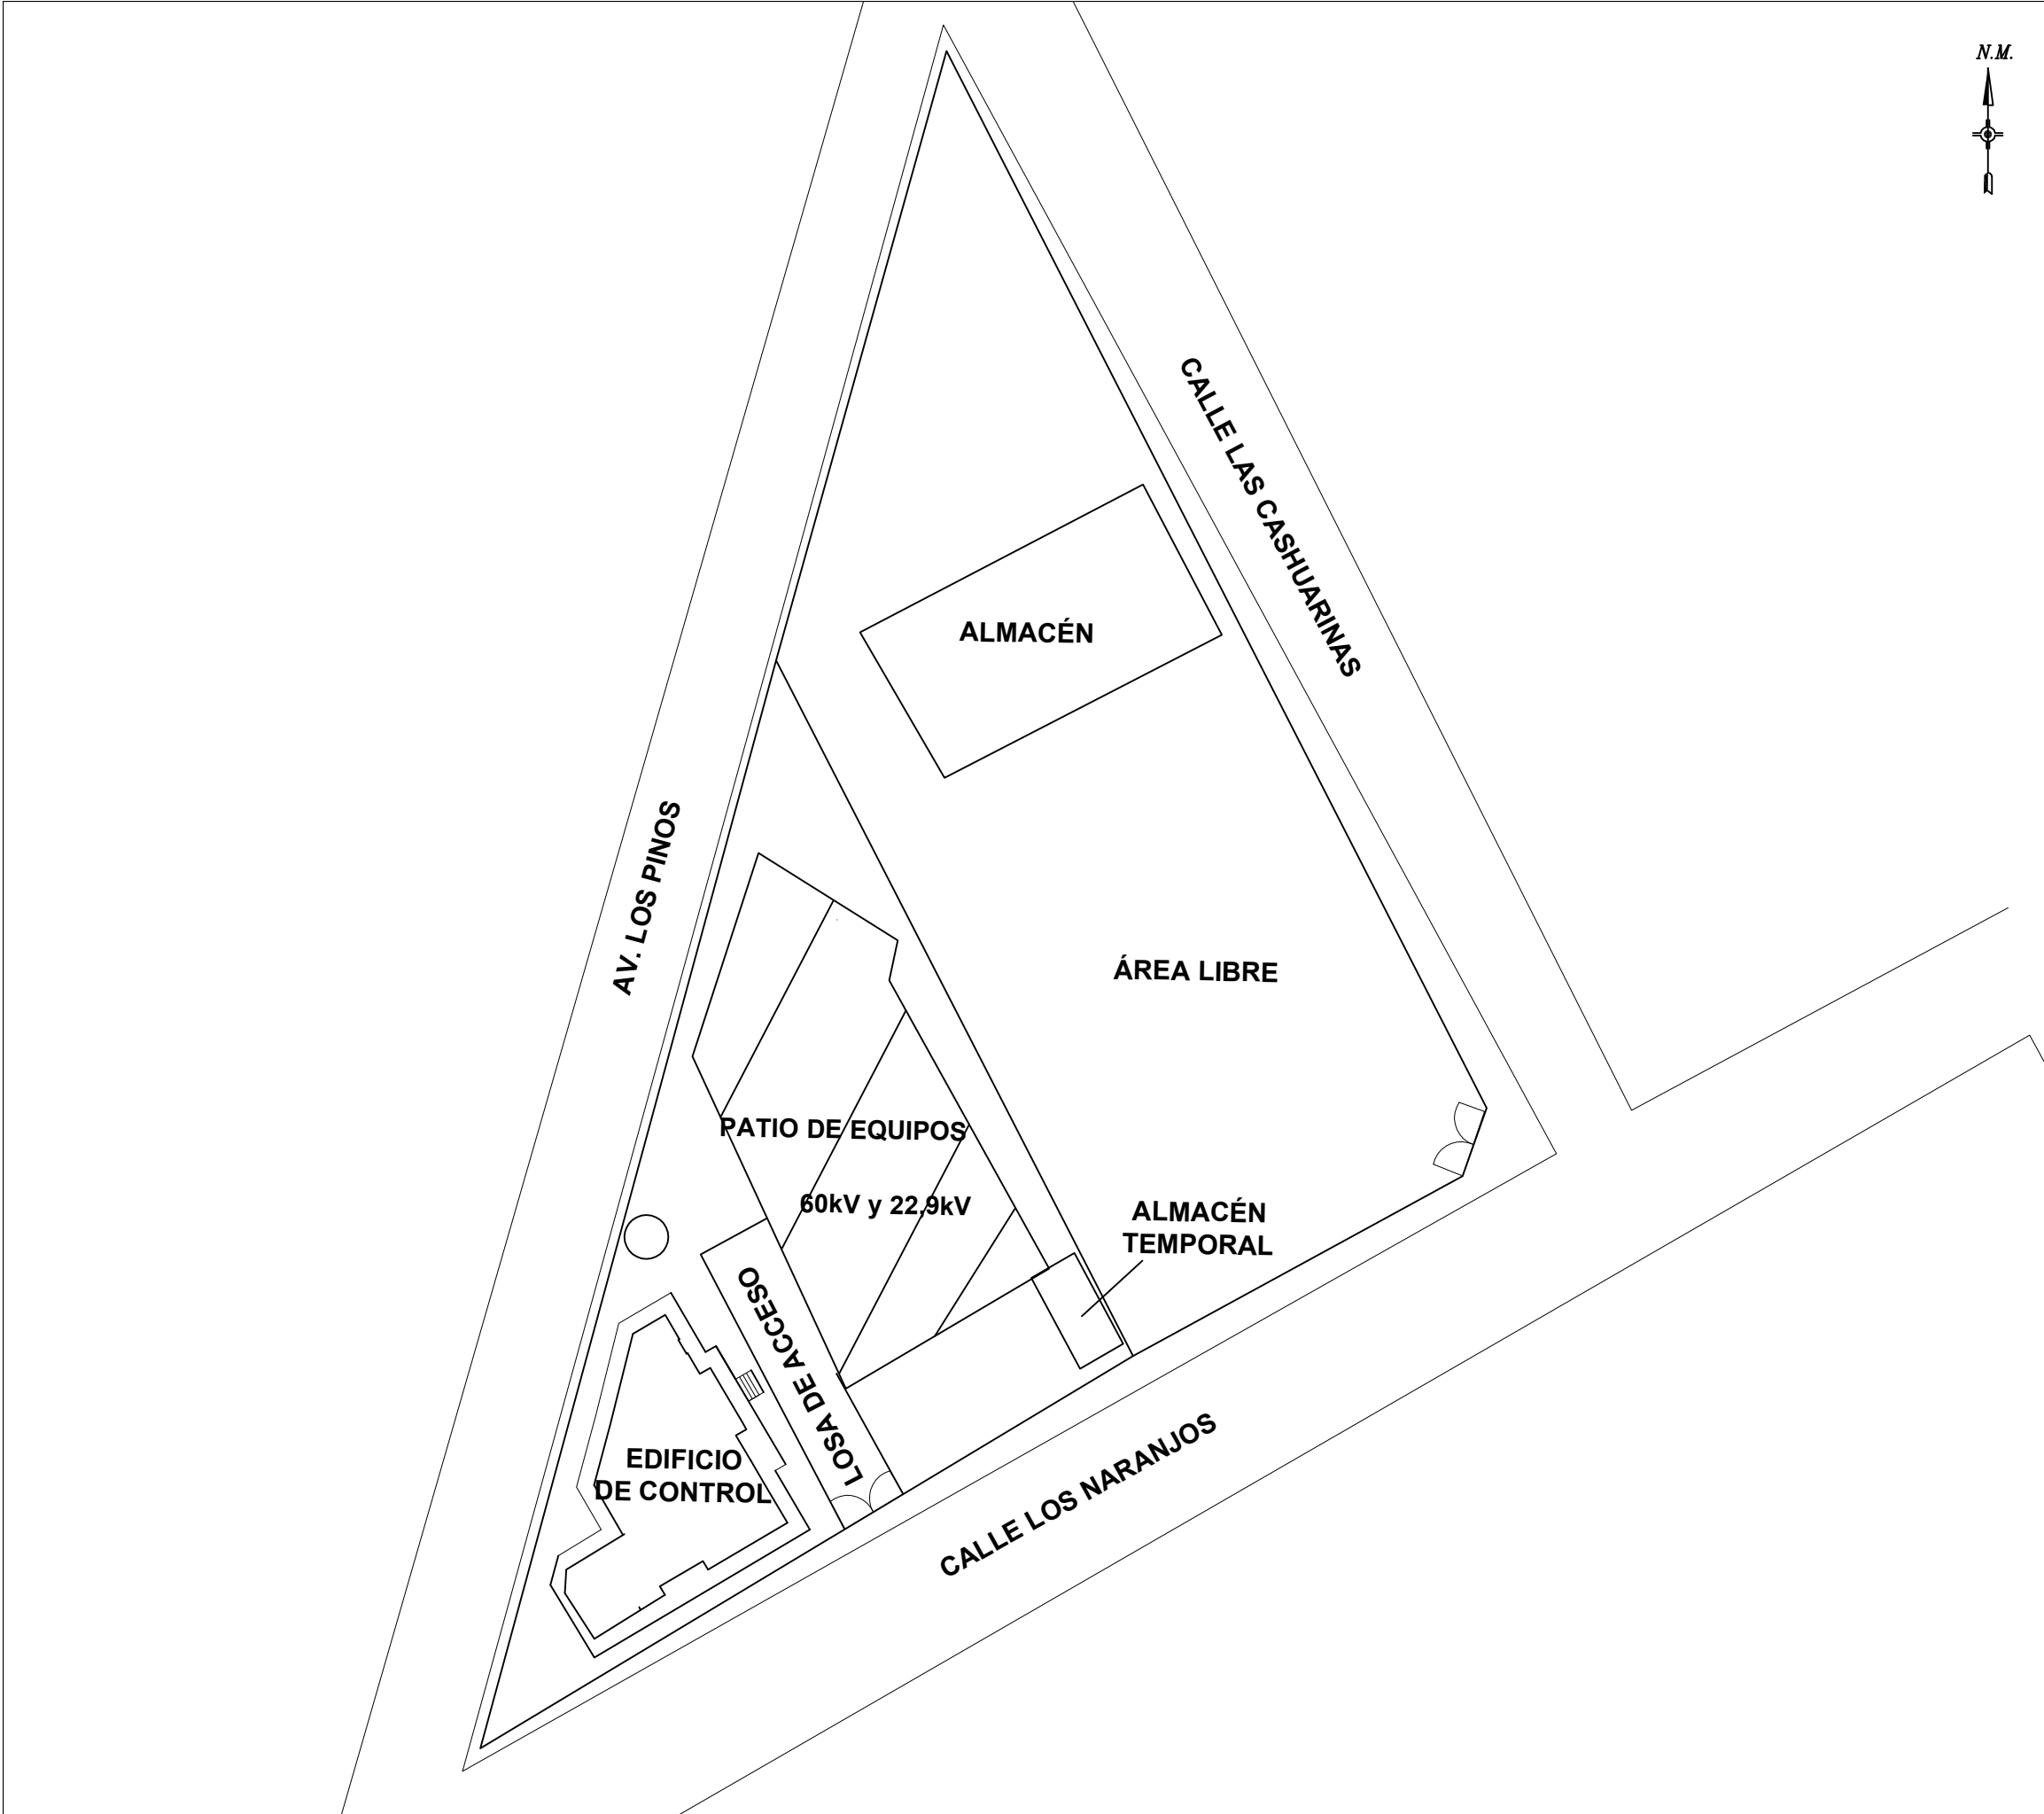 N.M.
CALLE LAS CASHUARINAS
ALMACÉN
AV. LOS PINOS
ÁREA LIBRE
PATIO DE EQUIPOS
60kV y 22,9kV
ALMACÉN
TEMPORAL
LOSA DE ACCESO
EDIFICIO
DE CONTROL
CALLE LOS NARANJOS